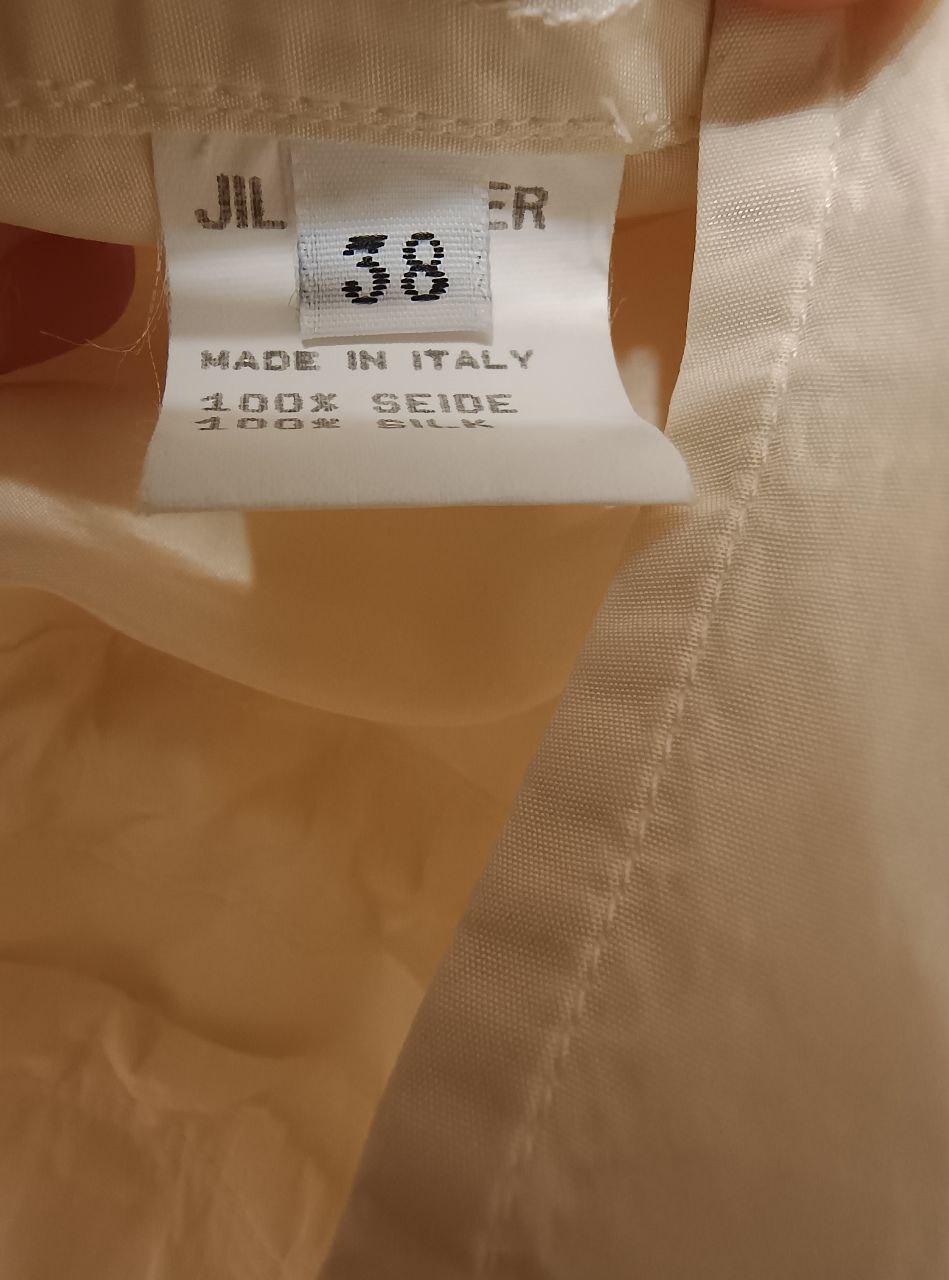 JIL ER
38
MADE IN ITALY
100% SEIDE
100% SILK